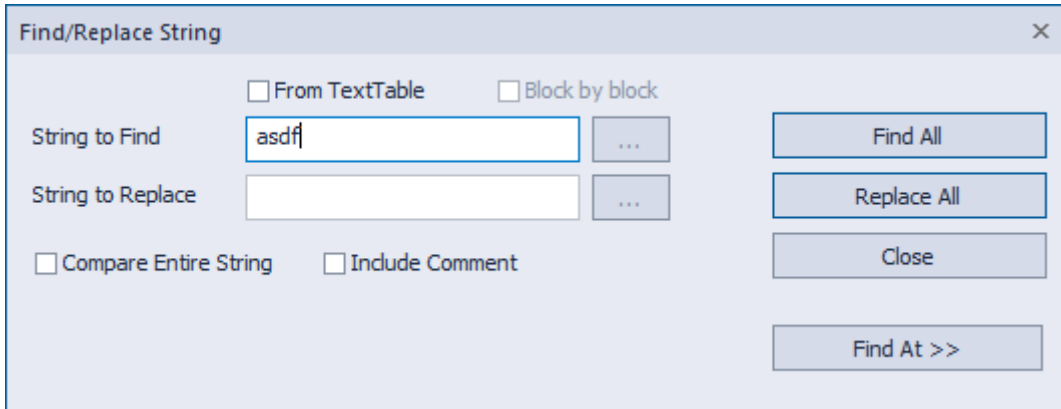 Find/Replace String
From TextTable Block by block
String to Find asdf ... Find All
String to Replace ... Replace All
Compare Entire String Include Comment Close
Find At >>